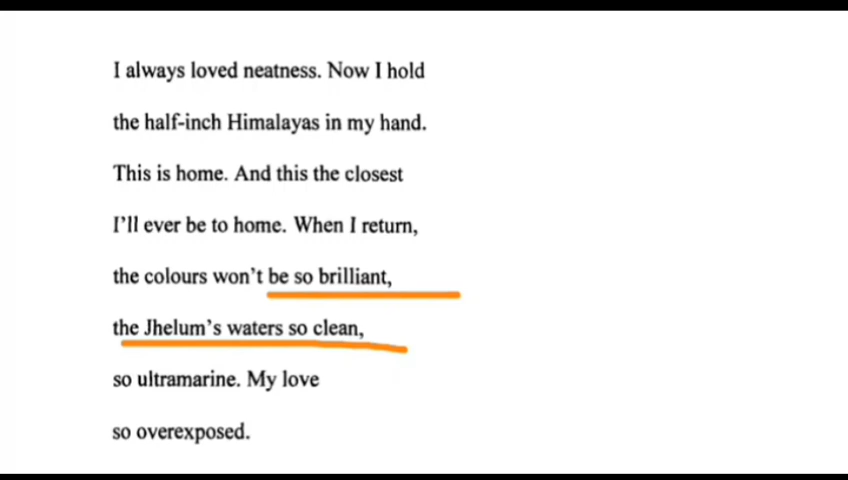 I always loved neatness. Now I hold
the half-inch Himalayas in my hand.
This is home. And this the closest
I'll ever be to home. When I return,
the colours won't be so brilliant,
the Jhelum's waters so clean,
so ultramarine. My love
so overexposed.